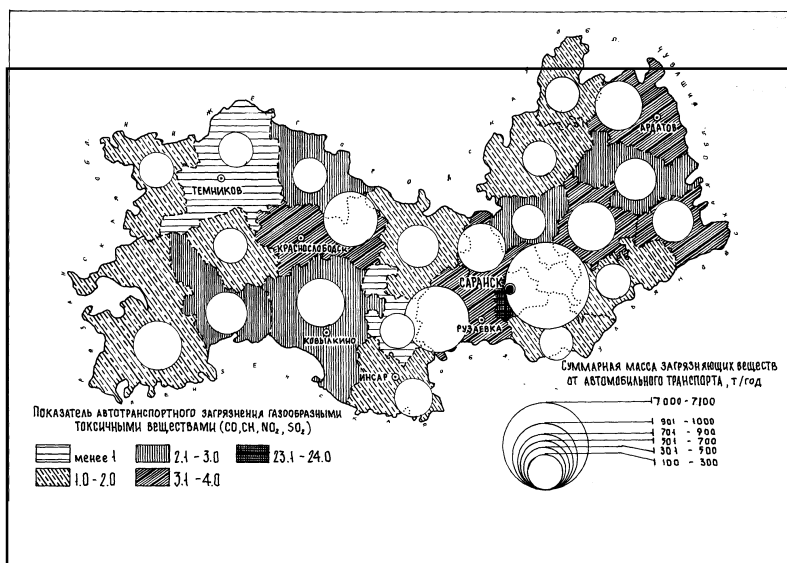 АРДАТОВ
ТЕМНИКОВ
КРАСНОСЛОБОДСК
САРАНСК
РУЗАЕВКА
КОВЫЛКИНО
ИНСАР
Суммарная масса загрязняющих веществ
от автомобильного транспорта, т/год
7000 - 7100
901 - 1000
701 - 900
501 - 700
301 - 500
100 - 300
Показатель автотранспортного загрязнения газообразными
токсичными веществами (CO, CH, NO2, SO2)
менее 1
2.1 - 3.0
23.1 - 24.0
1.0 - 2.0
3.1 - 4.0